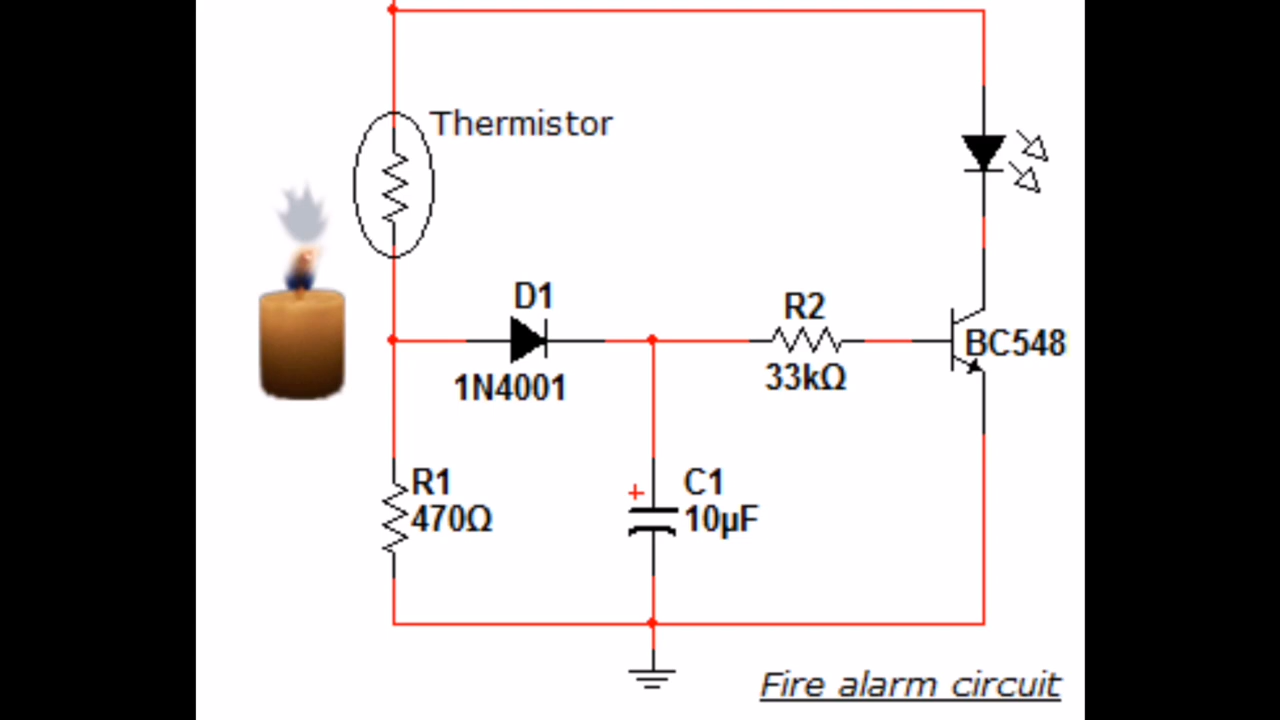 Thermistor
D1
1N4001
R2
33kΩ
BC548
R1
470Ω
+
C1
10µF
Fire alarm circuit